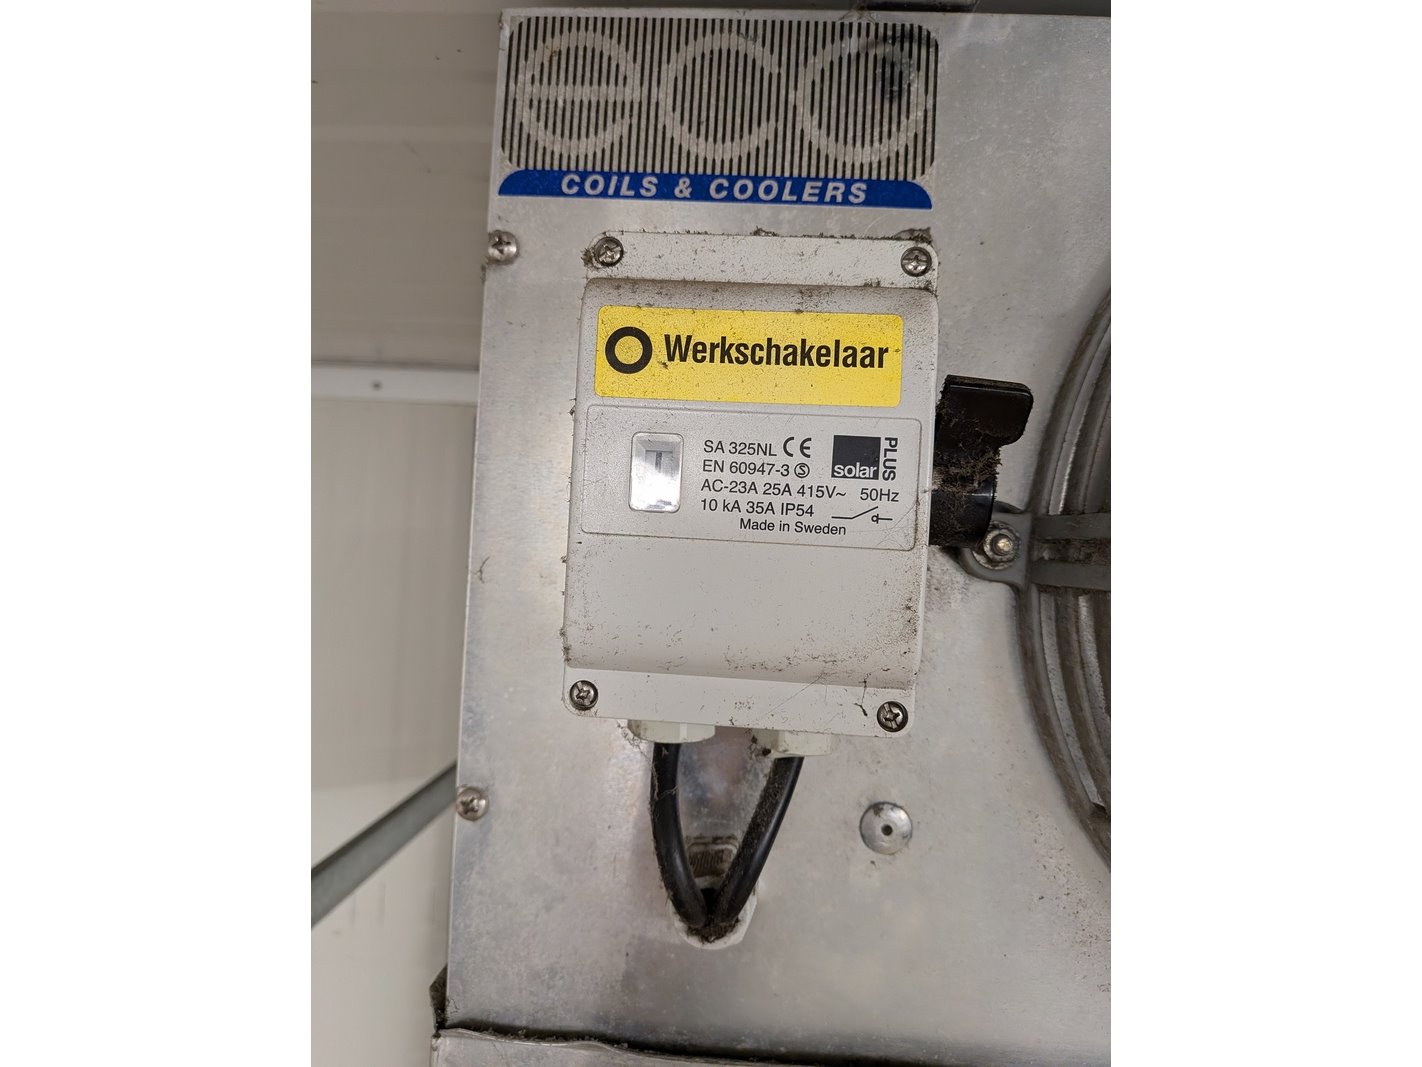 eco
COILS & COOLERS
Werkschakelaar
SA 325NL CE
EN 60947-3 S
AC-23A 25A 415V~ 50Hz
10 kA 35A IP54
Made in Sweden
solar PLUS